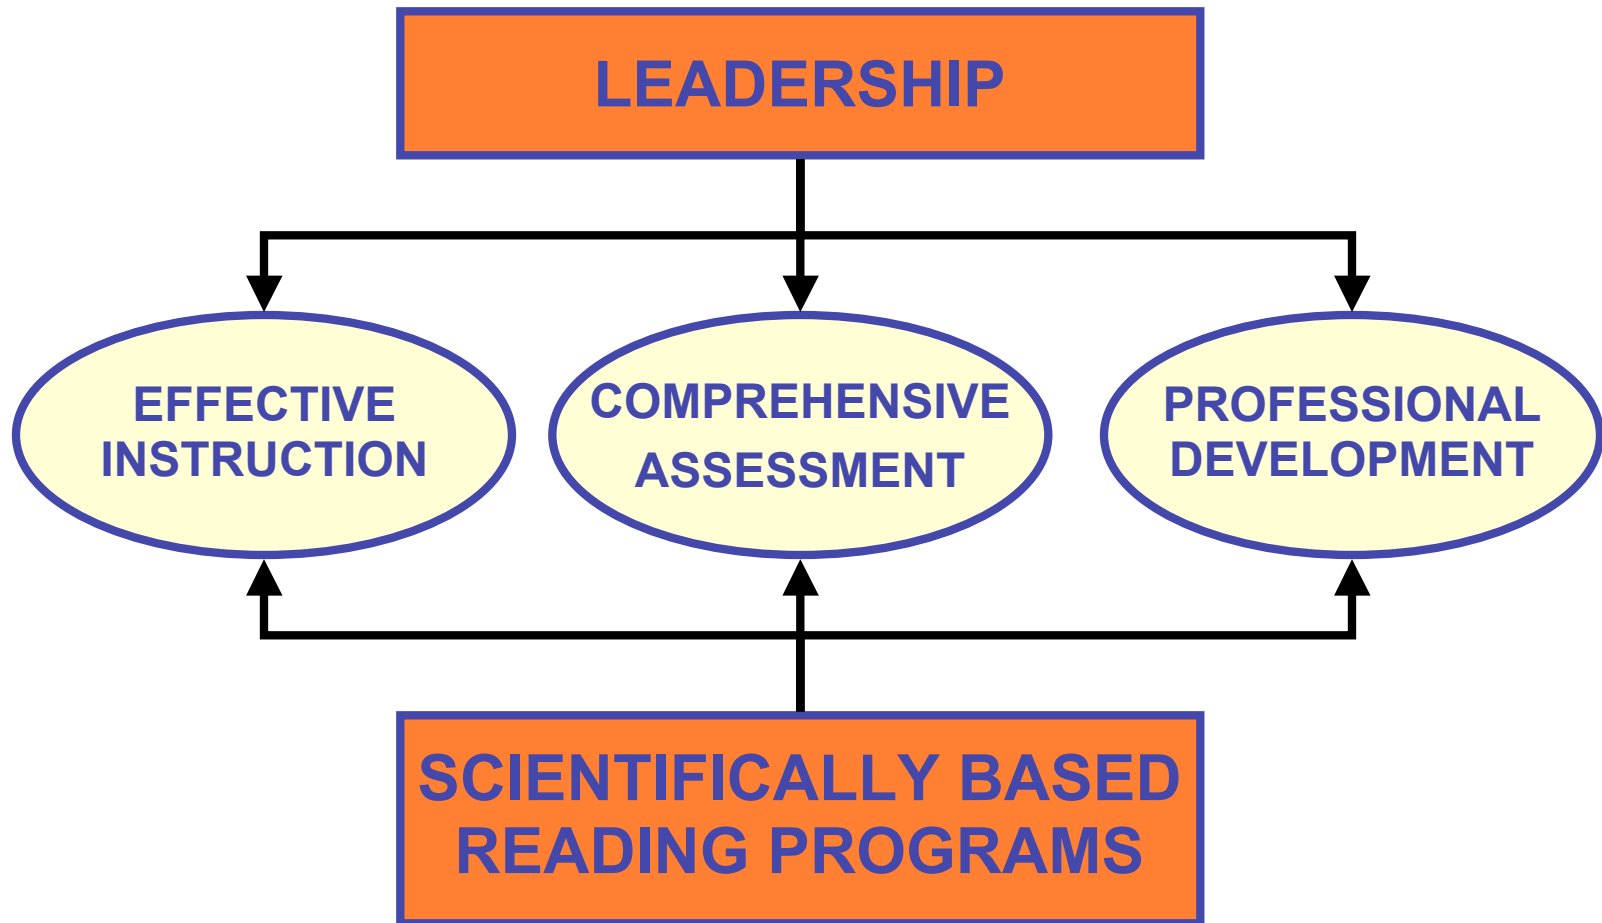 LEADERSHIP
EFFECTIVE
INSTRUCTION
COMPREHENSIVE
ASSESSMENT
PROFESSIONAL
DEVELOPMENT
SCIENTIFICALLY BASED
READING PROGRAMS